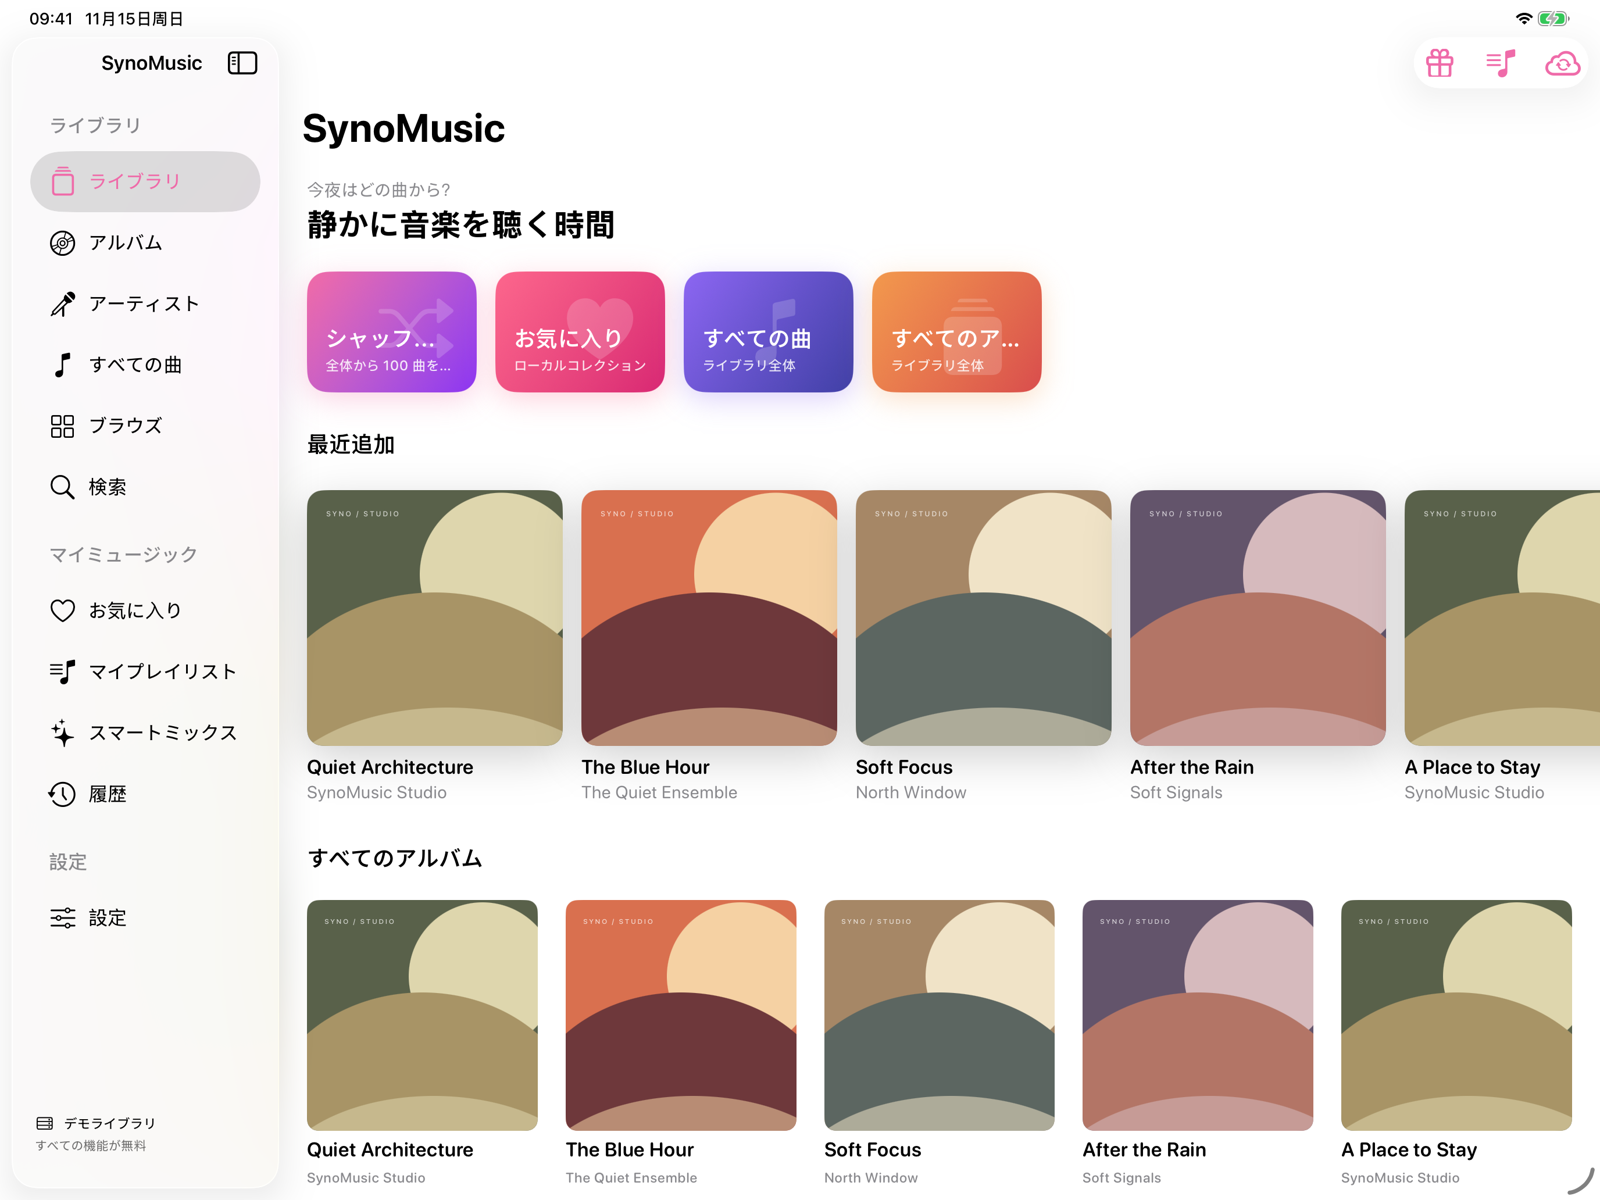 09:41 11月15日周日
SynoMusic
ライブラリ
ライブラリ
アルバム
アーティスト
すべての曲
ブラウズ
検索
マイミュージック
お気に入り
マイプレイリスト
スマートミックス
履歴
設定
設定
デモライブラリ
すべての機能が無料
SynoMusic
今夜はどの曲から?
静かに音楽を聴く時間
シャッフ...
全体から 100 曲を...
お気に入り
ローカルコレクション
すべての曲
ライブラリ全体
すべてのア...
ライブラリ全体
最近追加
SYNO / STUDIO
SYNO / STUDIO
SYNO / STUDIO
SYNO / STUDIO
SYNO / STUDIO
Quiet Architecture
SynoMusic Studio
The Blue Hour
The Quiet Ensemble
Soft Focus
North Window
After the Rain
Soft Signals
A Place to Stay
SynoMusic Studio
すべてのアルバム
SYNO / STUDIO
SYNO / STUDIO
SYNO / STUDIO
SYNO / STUDIO
SYNO / STUDIO
Quiet Architecture
SynoMusic Studio
The Blue Hour
The Quiet Ensemble
Soft Focus
North Window
After the Rain
Soft Signals
A Place to Stay
SynoMusic Studio